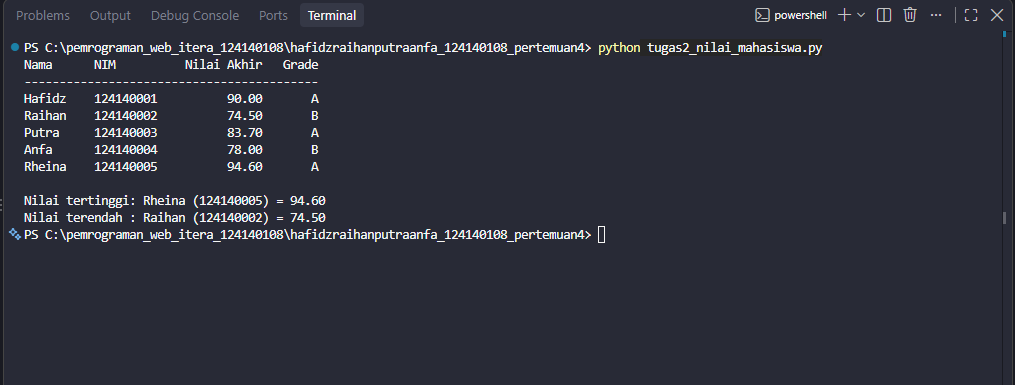 Problems Output Debug Console Ports Terminal powershell
PS C:\pemrograman_web_itera_124140108\hafidzraihanputraanfa_124140108_pertemuan4> python tugas2_nilai_mahasiswa.py
Nama NIM Nilai Akhir Grade
------------------------------------------
Hafidz 124140001 90.00 A
Raihan 124140002 74.50 B
Putra 124140003 83.70 A
Anfa 124140004 78.00 B
Rheina 124140005 94.60 A
Nilai tertinggi: Rheina (124140005) = 94.60
Nilai terendah : Raihan (124140002) = 74.50
PS C:\pemrograman_web_itera_124140108\hafidzraihanputraanfa_124140108_pertemuan4>